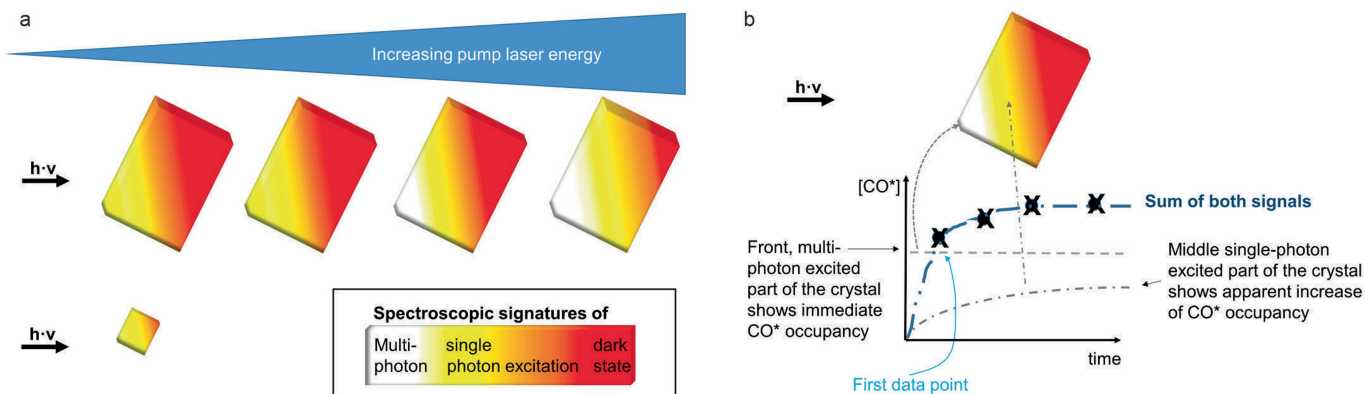 a
Increasing pump laser energy
h·ν
h·ν
Spectroscopic signatures of
Multi- single dark
photon photon excitation state
b
h·ν
[CO*]
Sum of both signals
Front, multi-
photon excited
part of the crystal
shows immediate
CO* occupancy
Middle single-photon
excited part of the crystal
shows apparent increase
of CO* occupancy
time
First data point